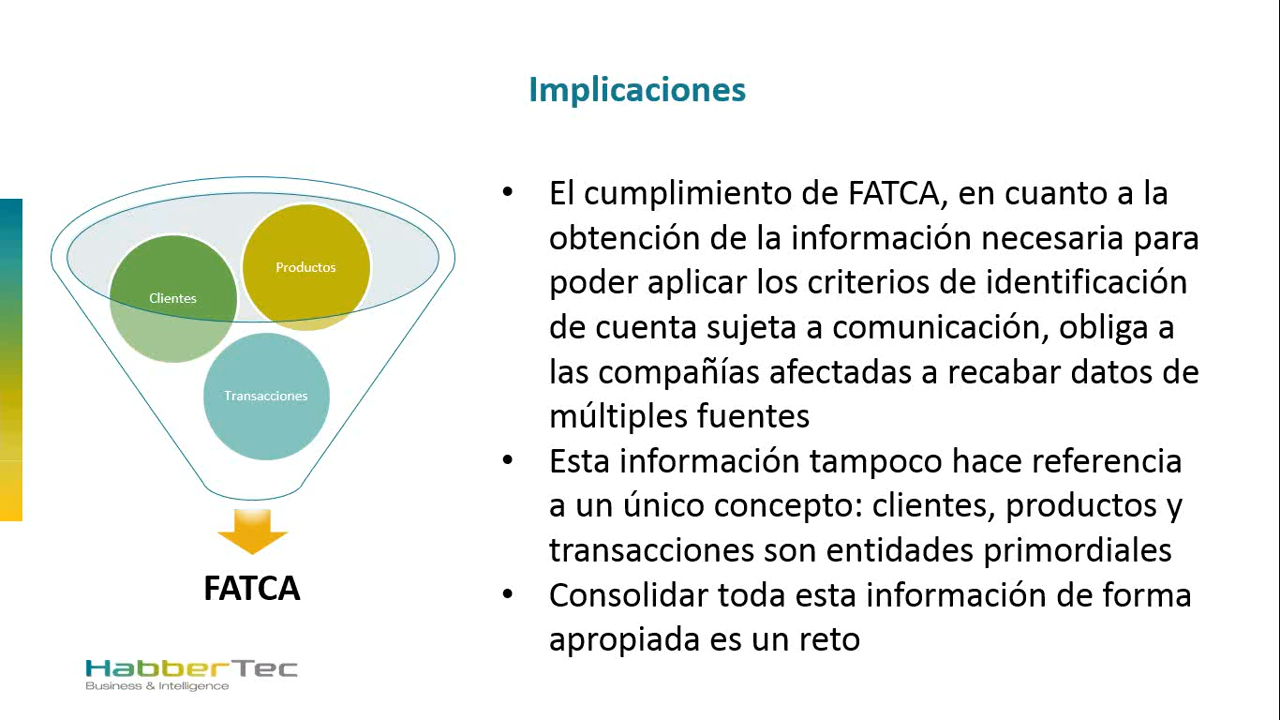 Implicaciones
Productos
Clientes
Transacciones
FATCA
• El cumplimiento de FATCA, en cuanto a la
obtención de la información necesaria para
poder aplicar los criterios de identificación
de cuenta sujeta a comunicación, obliga a
las compañías afectadas a recabar datos de
múltiples fuentes
• Esta información tampoco hace referencia
a un único concepto: clientes, productos y
transacciones son entidades primordiales
• Consolidar toda esta información de forma
apropiada es un reto
HabberTec
Business & Intelligence